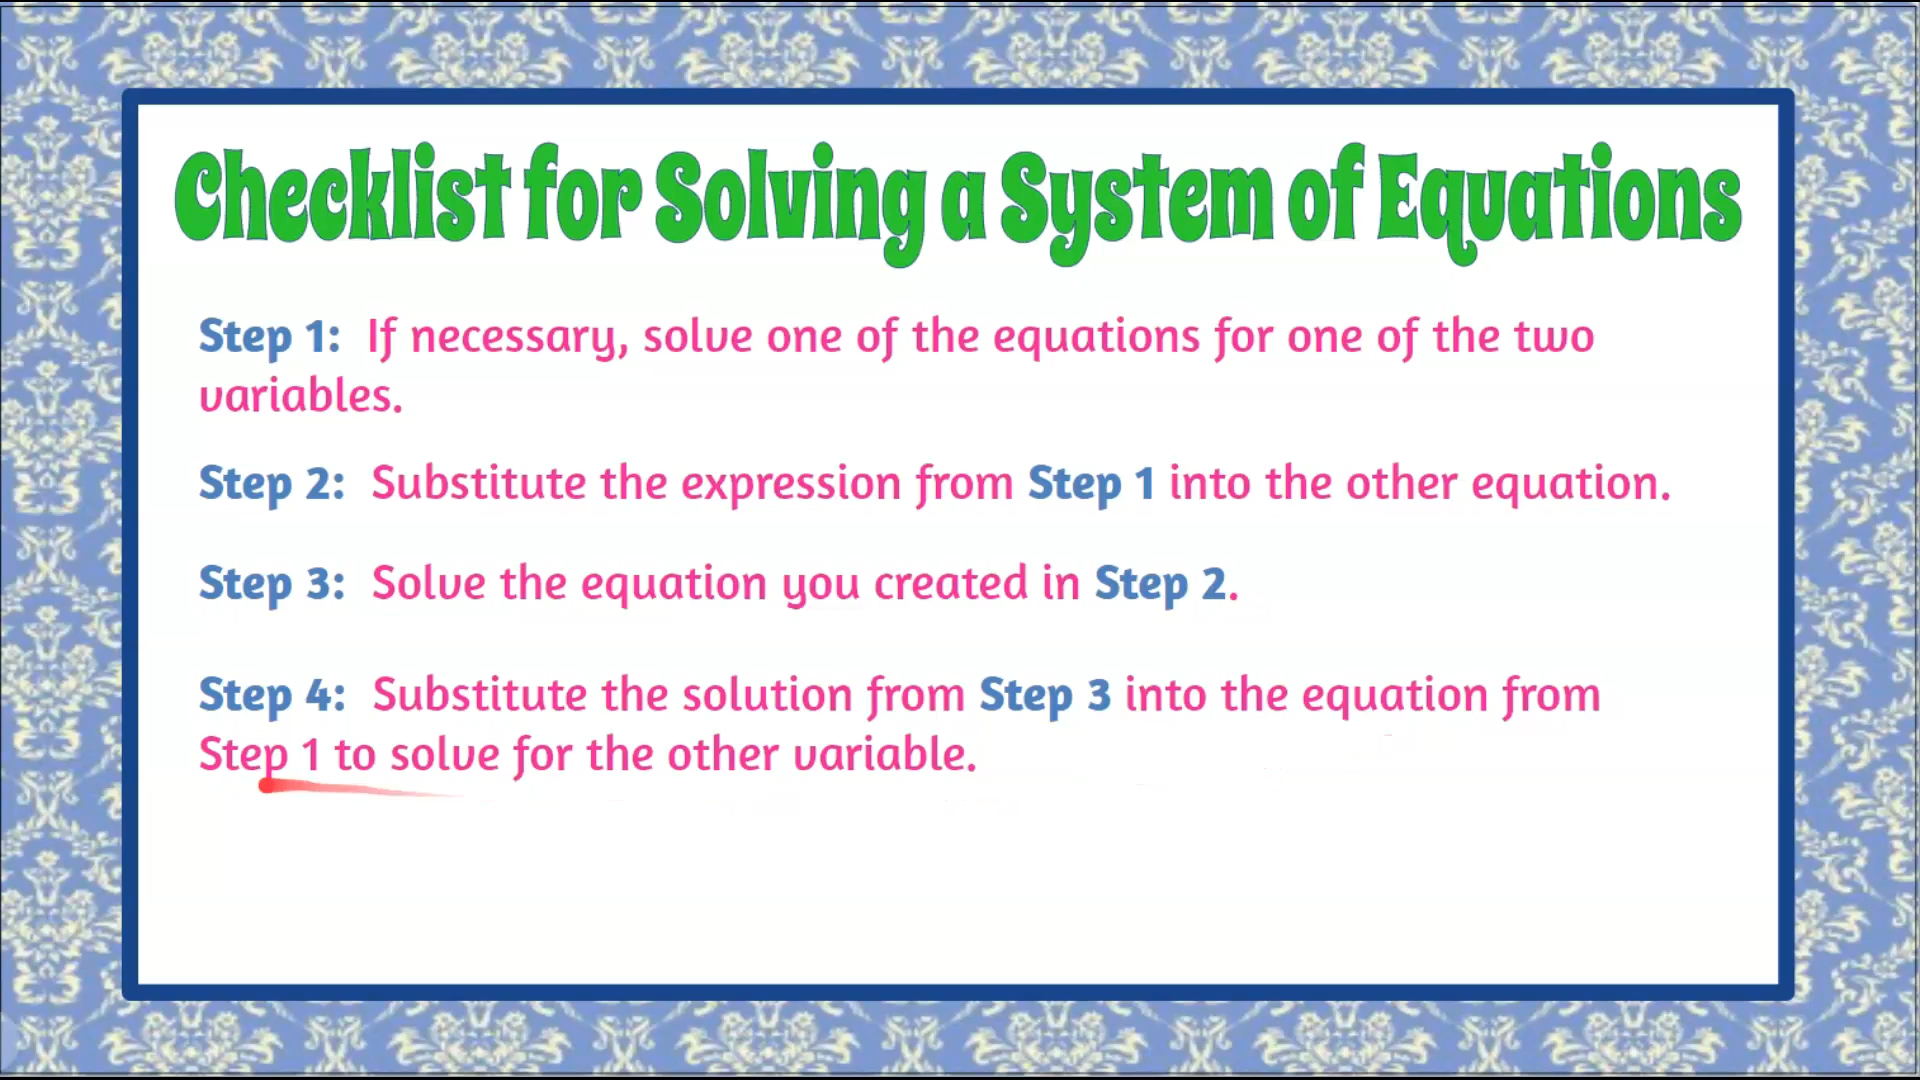 Checklist for Solving a System of Equations
Step 1: If necessary, solve one of the equations for one of the two
variables.
Step 2: Substitute the expression from Step 1 into the other equation.
Step 3: Solve the equation you created in Step 2.
Step 4: Substitute the solution from Step 3 into the equation from
Step 1 to solve for the other variable.